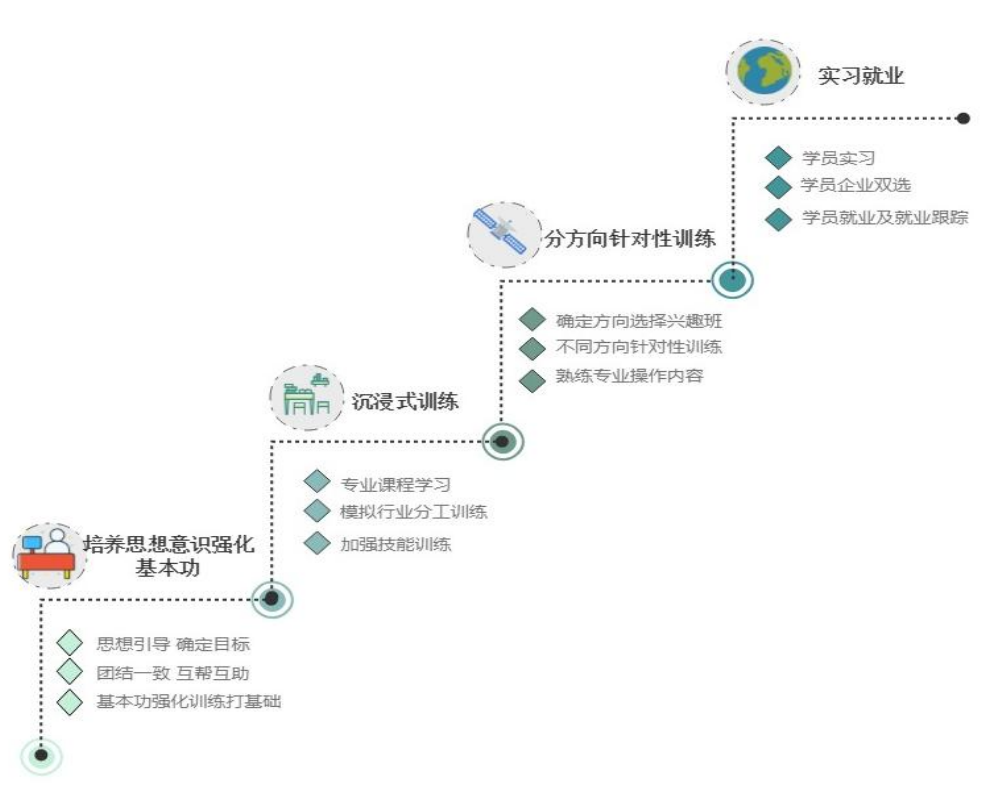 实习就业
学员实习
学员企业双选
学员就业及就业跟踪
分方向针对性训练
确定方向选择兴趣班
不同方向针对性训练
熟练专业操作内容
沉浸式训练
专业课程学习
模拟行业分工训练
加强技能训练
培养思想意识强化
基本功
思想引导 确定目标
团结一致 互帮互助
基本功强化训练打基础